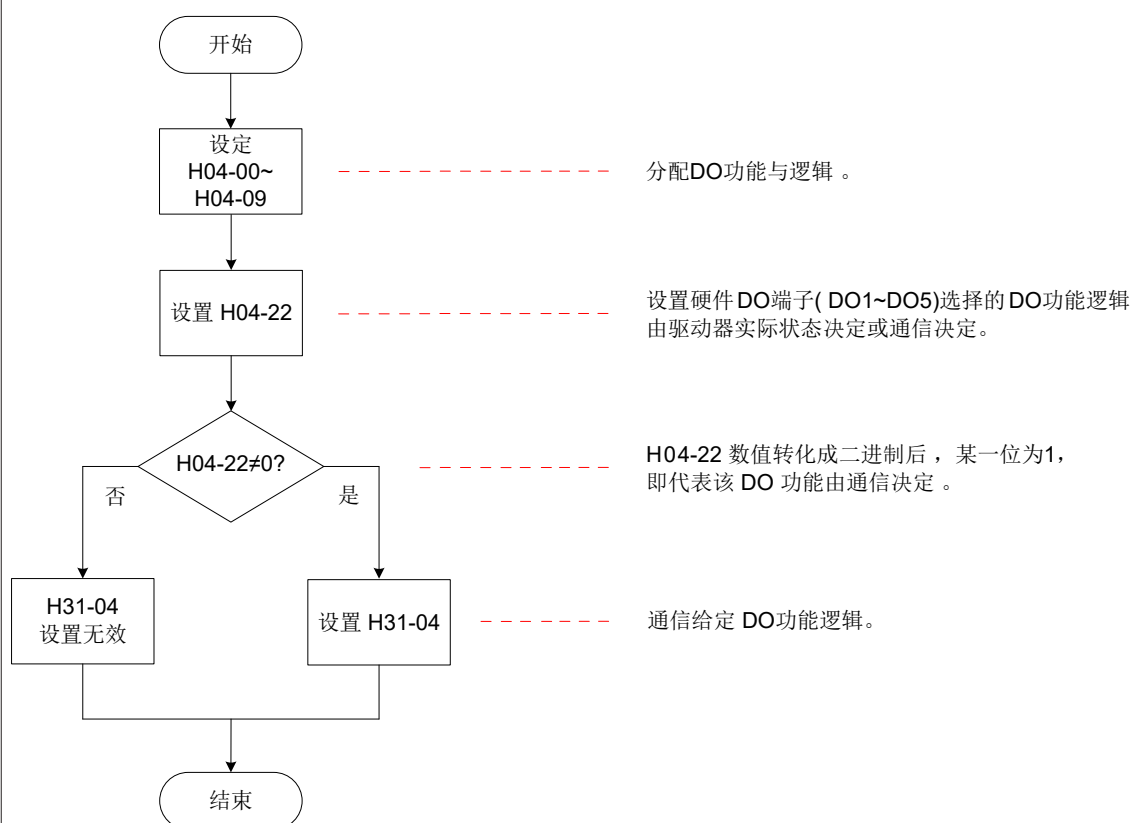 开始
设定
H04-00~
H04-09
分配DO功能与逻辑 。
设置 H04-22
设置硬件DO端子( DO1~DO5)选择的DO功能逻辑
由驱动器实际状态决定或通信决定。
H04-22≠0?
H04-22 数值转化成二进制后 ，某一位为1，
即代表该 DO 功能由通信决定 。
否
是
H31-04
设置无效
设置 H31-04
通信给定 DO功能逻辑。
结束